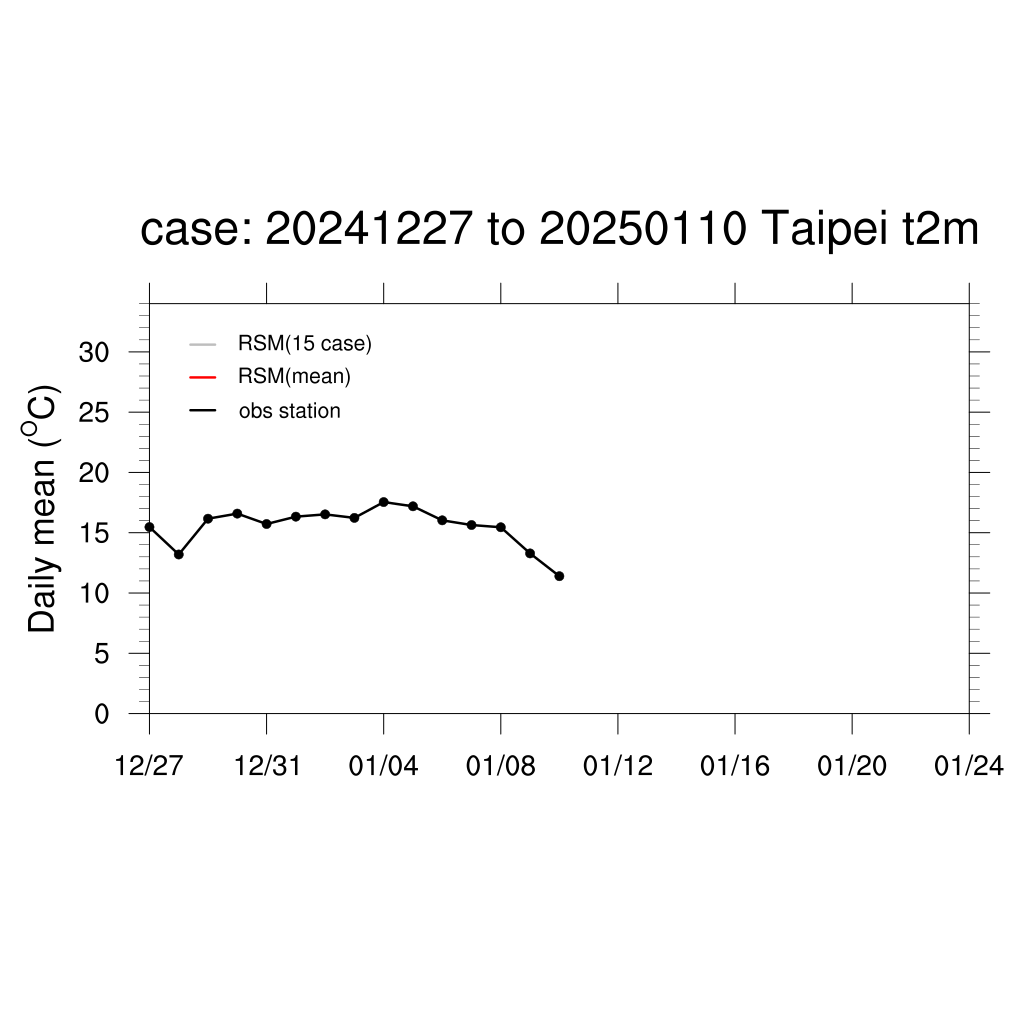 case: 20241227 to 20250110 Taipei t2m
RSM(15 case)
RSM(mean)
obs station
Daily mean (°C)
30
25
20
15
10
5
0
12/27 12/31 01/04 01/08 01/12 01/16 01/20 01/24